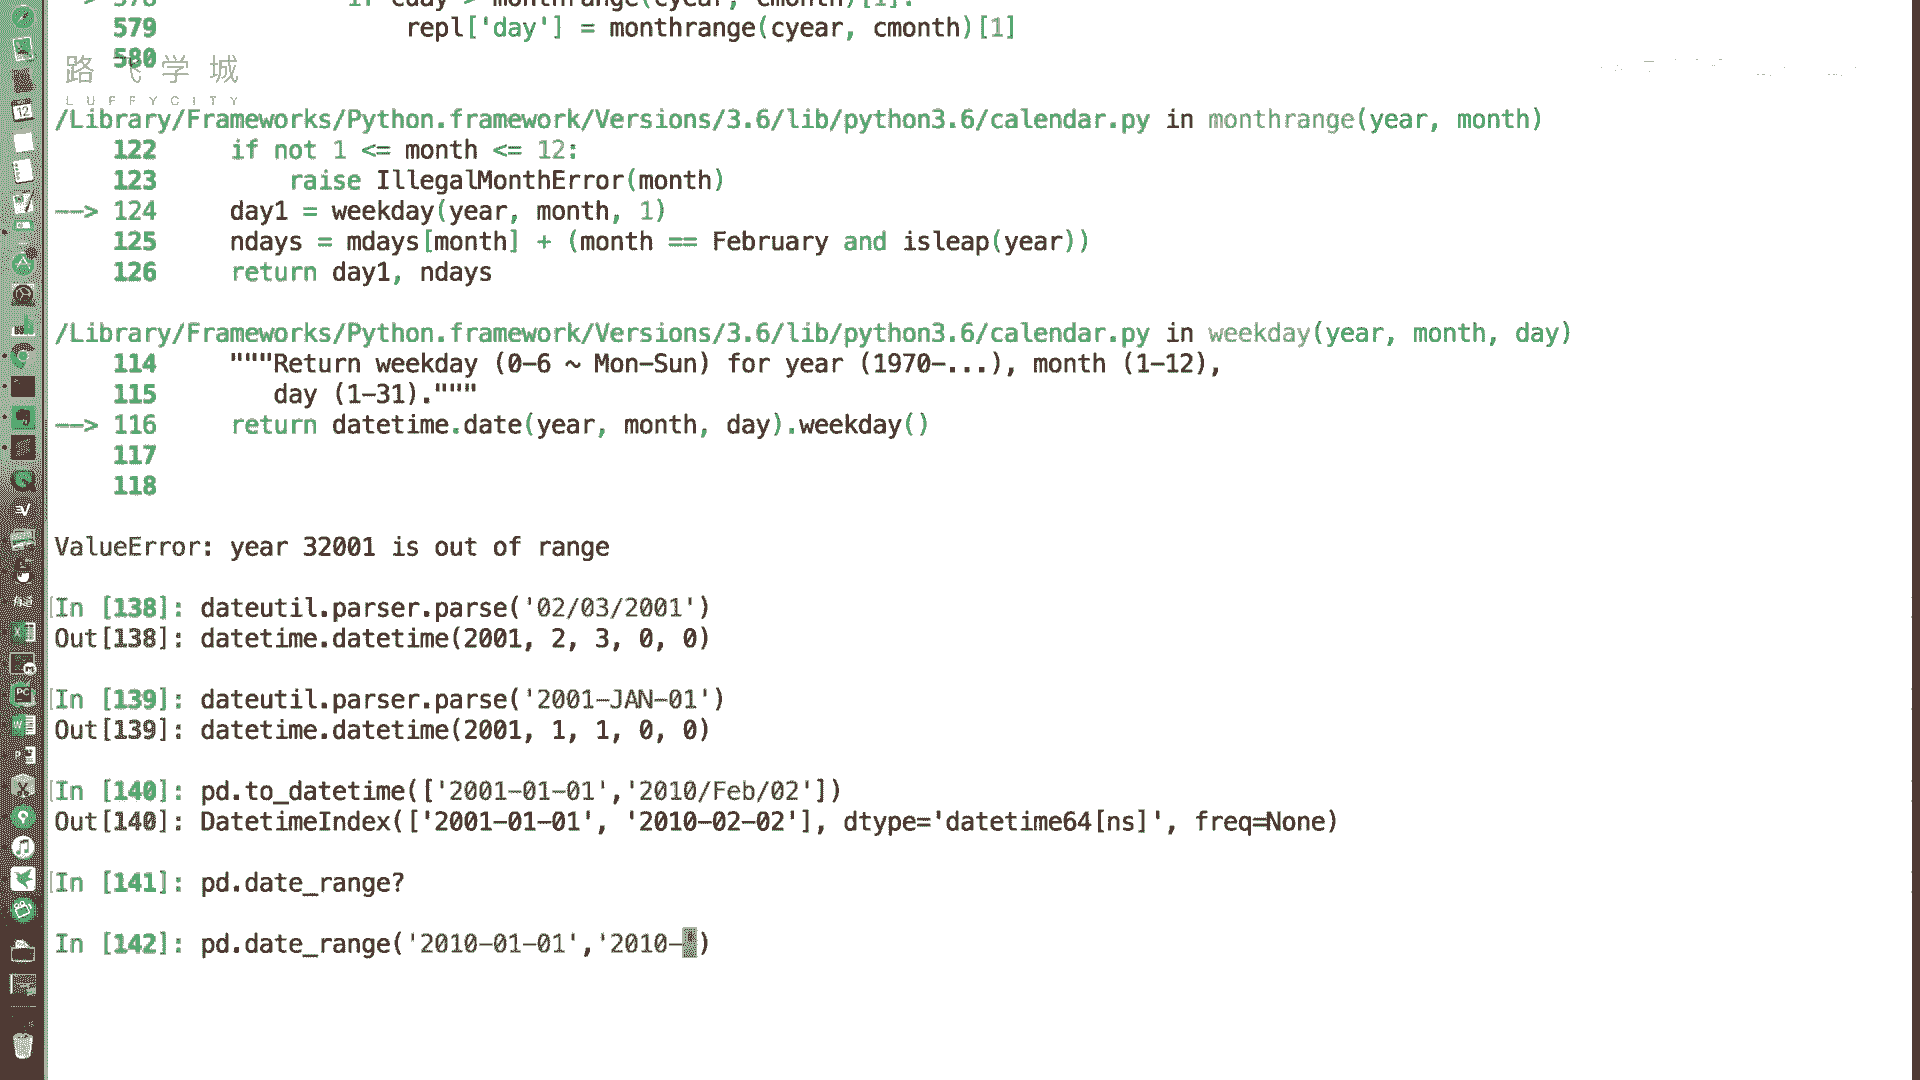 578 if cday > monthrange(cyear, cmonth)[1]:
579 repl['day'] = monthrange(cyear, cmonth)[1]
580
路飞学城
LUFFYCITY
/Library/Frameworks/Python.framework/Versions/3.6/lib/python3.6/calendar.py in monthrange(year, month)
122 if not 1 <= month <= 12:
123 raise IllegalMonthError(month)
--> 124 day1 = weekday(year, month, 1)
125 ndays = mdays[month] + (month == February and isleap(year))
126 return day1, ndays
/Library/Frameworks/Python.framework/Versions/3.6/lib/python3.6/calendar.py in weekday(year, month, day)
114 """Return weekday (0-6 ~ Mon-Sun) for year (1970-...), month (1-12),
115 day (1-31)."""
--> 116 return datetime.date(year, month, day).weekday()
117
118
ValueError: year 32001 is out of range
In [138]: dateutil.parser.parse('02/03/2001')
Out[138]: datetime.datetime(2001, 2, 3, 0, 0)
In [139]: dateutil.parser.parse('2001-JAN-01')
Out[139]: datetime.datetime(2001, 1, 1, 0, 0)
In [140]: pd.to_datetime(['2001-01-01','2010/Feb/02'])
Out[140]: DatetimeIndex(['2001-01-01', '2010-02-02'], dtype='datetime64[ns]', freq=None)
In [141]: pd.date_range?
In [142]: pd.date_range('2010-01-01','2010-')